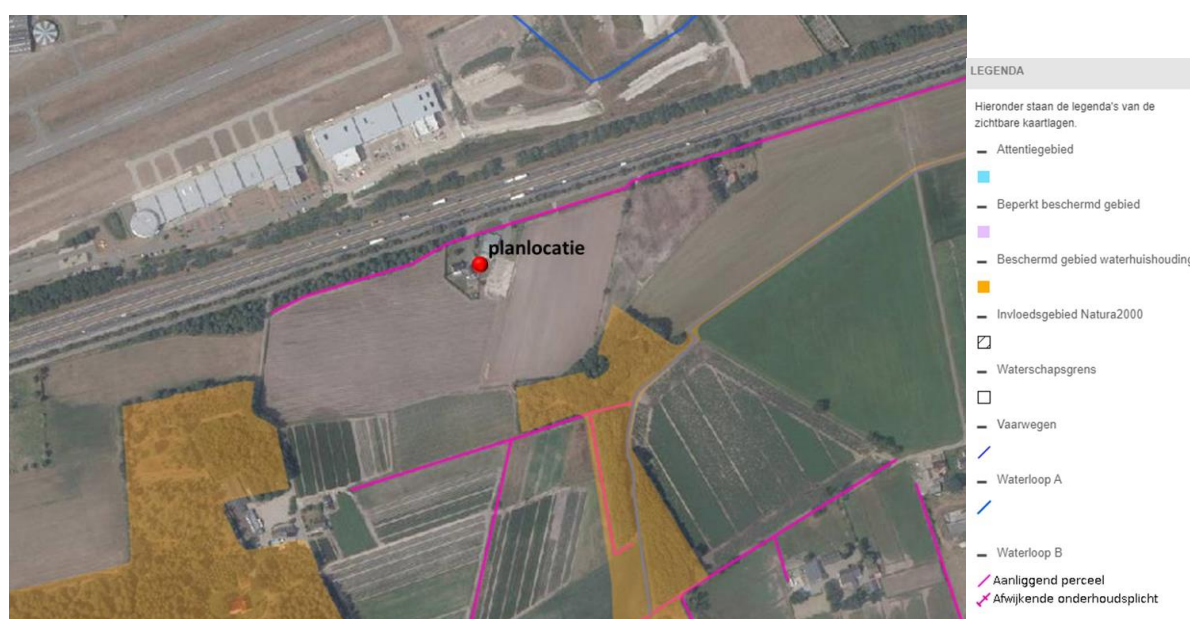 planlocatie
LEGENDA
Hieronder staan de legenda's van de
zichtbare kaartlagen.
Attentiegebied
Beperkt beschermd gebied
Beschermd gebied waterhuishouding
Invloedsgebied Natura2000
Waterschapsgrens
Vaarwegen
Waterloop A
Waterloop B
Aanliggend perceel
Afwijkende onderhoudsplicht